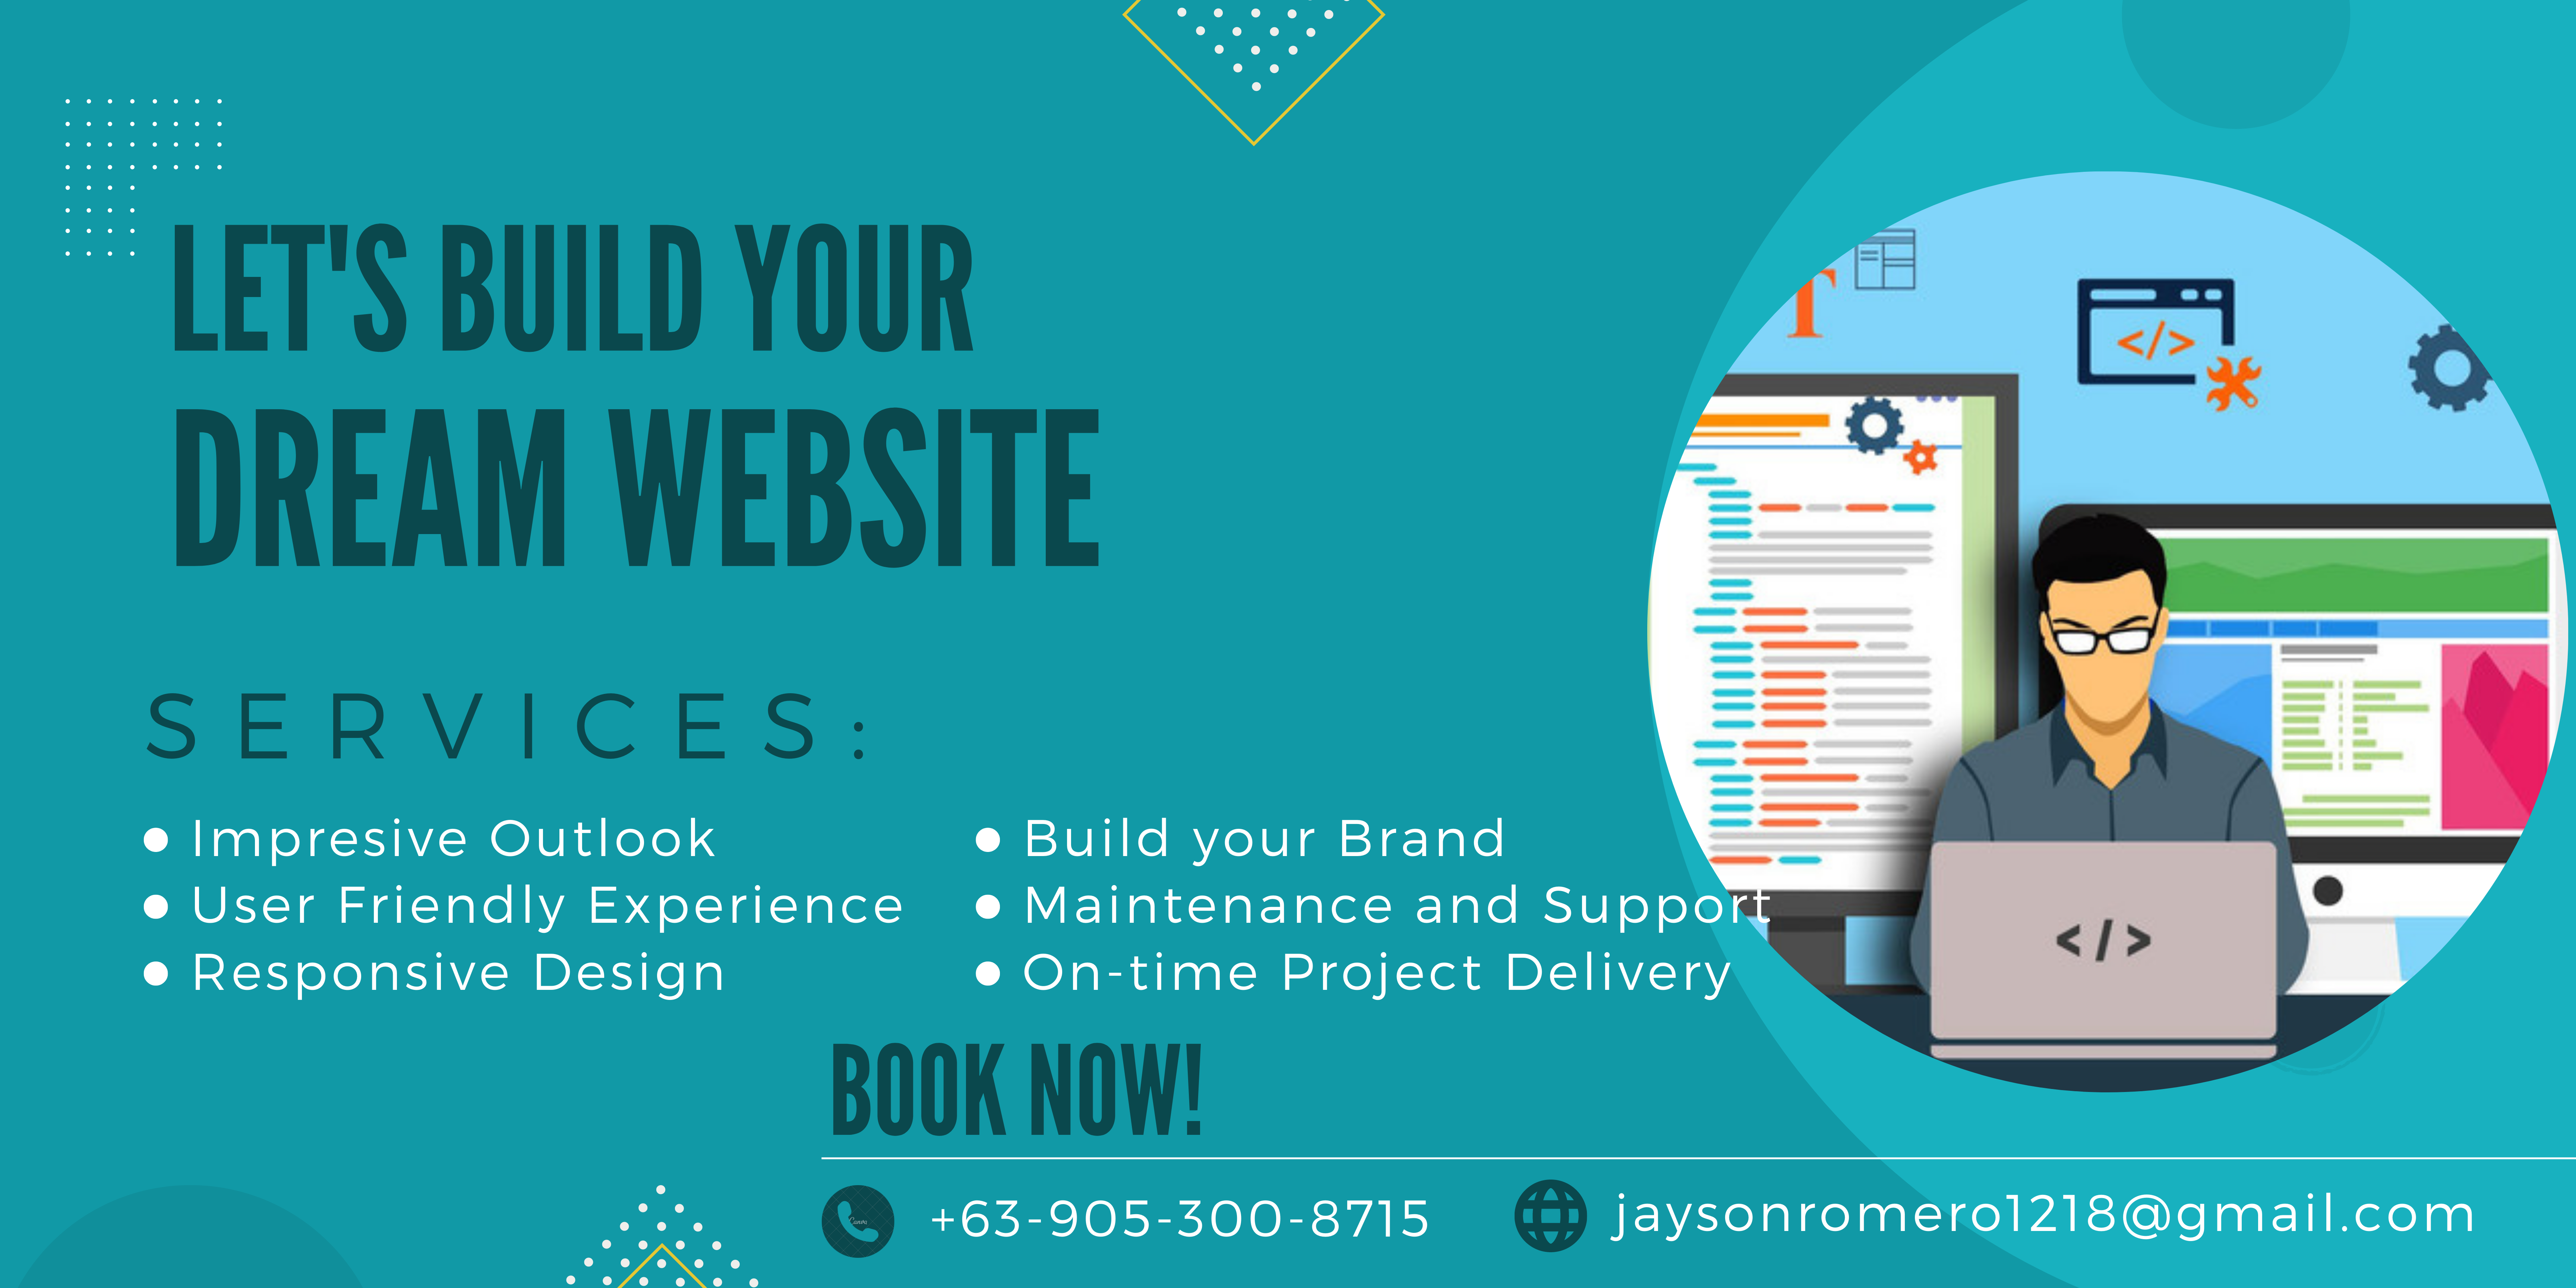 LET'S BUILD YOUR
DREAM WEBSITE
SERVICES:
Impresive Outlook
User Friendly Experience
Responsive Design
Build your Brand
Maintenance and Support
On-time Project Delivery
T
</>
</>
BOOK NOW!
Canva
+63-905-300-8715
jaysonromero1218@gmail.com